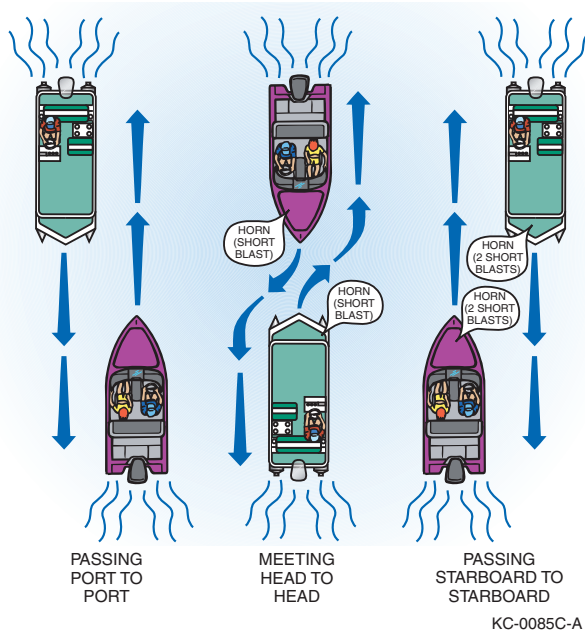 HORN
(SHORT
BLAST)
HORN
(SHORT
BLAST)
HORN
(2 SHORT
BLASTS)
HORN
(2 SHORT
BLASTS)
PASSING
PORT TO
PORT
MEETING
HEAD TO
HEAD
PASSING
STARBOARD TO
STARBOARD
KC-0085C-A